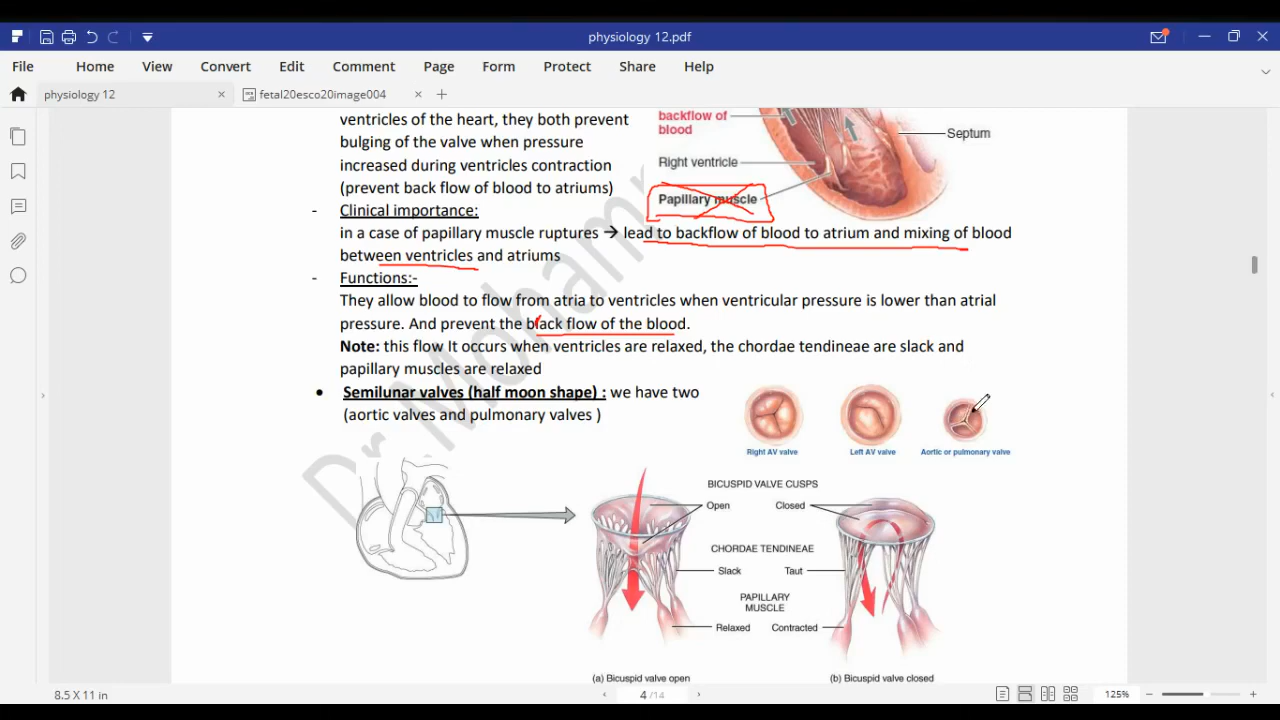 physiology 12.pdf
File Home View Convert Edit Comment Page Form Protect Share Help
physiology 12 × fetal20esco20image004 × +
ventricles of the heart, they both prevent
bulging of the valve when pressure
increased during ventricles contraction
(prevent back flow of blood to atriums)
backflow of
blood
Septum
Right ventricle
Papillary muscle
- Clinical importance:
in a case of papillary muscle ruptures → lead to backflow of blood to atrium and mixing of blood
between ventricles and atriums
- Functions:-
They allow blood to flow from atria to ventricles when ventricular pressure is lower than atrial
pressure. And prevent the black flow of the blood.
Note: this flow It occurs when ventricles are relaxed, the chordae tendineae are slack and
papillary muscles are relaxed
• Semilunar valves (half moon shape) : we have two
(aortic valves and pulmonary valves )
Right AV valve Left AV valve Aortic or pulmonary valve
BICUSPID VALVE CUSPS
Open Closed
CHORDAE TENDINEAE
Slack Taut
PAPILLARY
MUSCLE
Relaxed Contracted
(a) Bicuspid valve open (b) Bicuspid valve closed
8.5 X 11 in 4 /14 125%